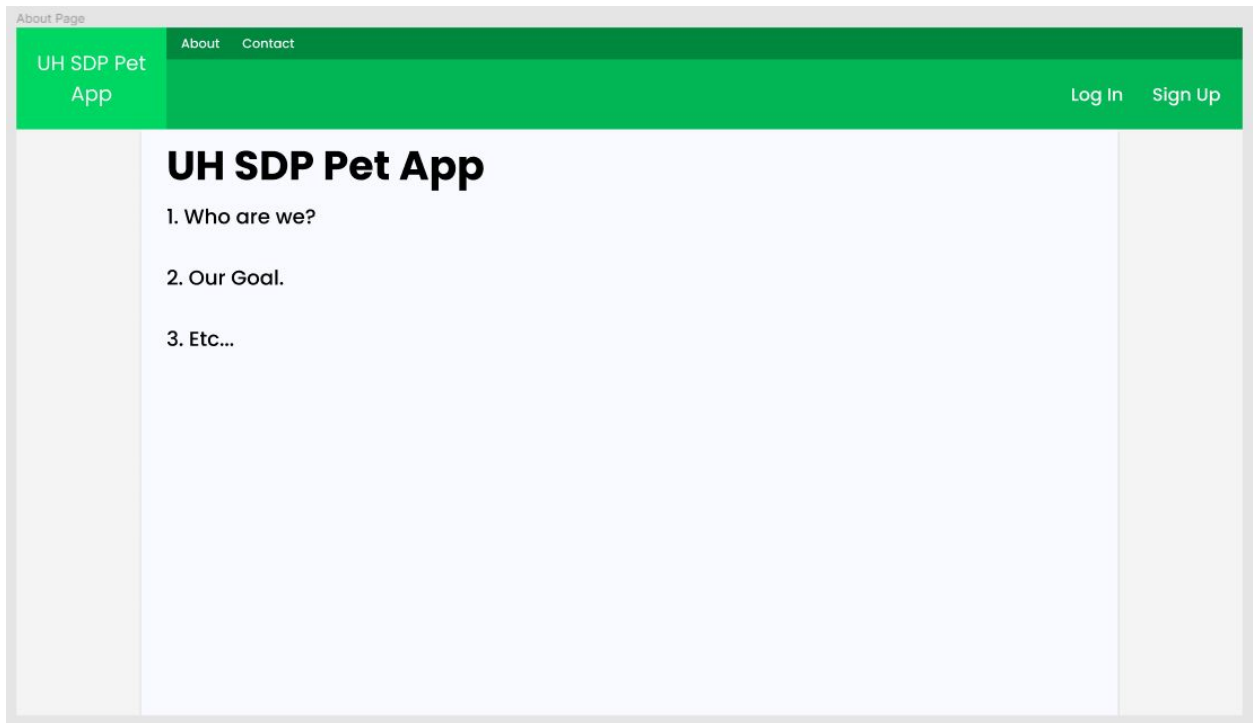 About Page
UH SDP Pet
App
About Contact
Log In Sign Up
UH SDP Pet App
1. Who are we?
2. Our Goal.
3. Etc...